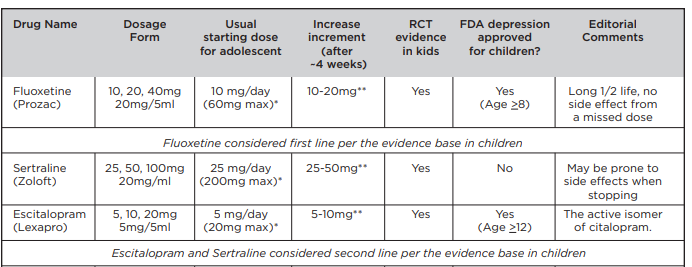 Drug Name Dosage Form Usual starting dose for adolescent Increase increment (after ~4 weeks) RCT evidence in kids FDA depression approved for children? Editorial Comments
Fluoxetine (Prozac) 10, 20, 40mg 20mg/5ml 10 mg/day (60mg max)* 10-20mg** Yes Yes (Age ≥8) Long 1/2 life, no side effect from a missed dose
Fluoxetine considered first line per the evidence base in children
Sertraline (Zoloft) 25, 50, 100mg 20mg/ml 25 mg/day (200mg max)* 25-50mg** Yes No May be prone to side effects when stopping
Escitalopram (Lexapro) 5, 10, 20mg 5mg/5ml 5 mg/day (20mg max)* 5-10mg** Yes Yes (Age ≥12) The active isomer of citalopram.
Escitalopram and Sertraline considered second line per the evidence base in children